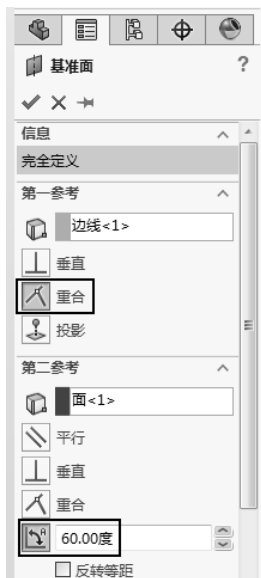 基准面
?
信息
完全定义
第一参考
边线<1>
垂直
重合
投影
第二参考
面<1>
平行
垂直
重合
60.00度
反转等距